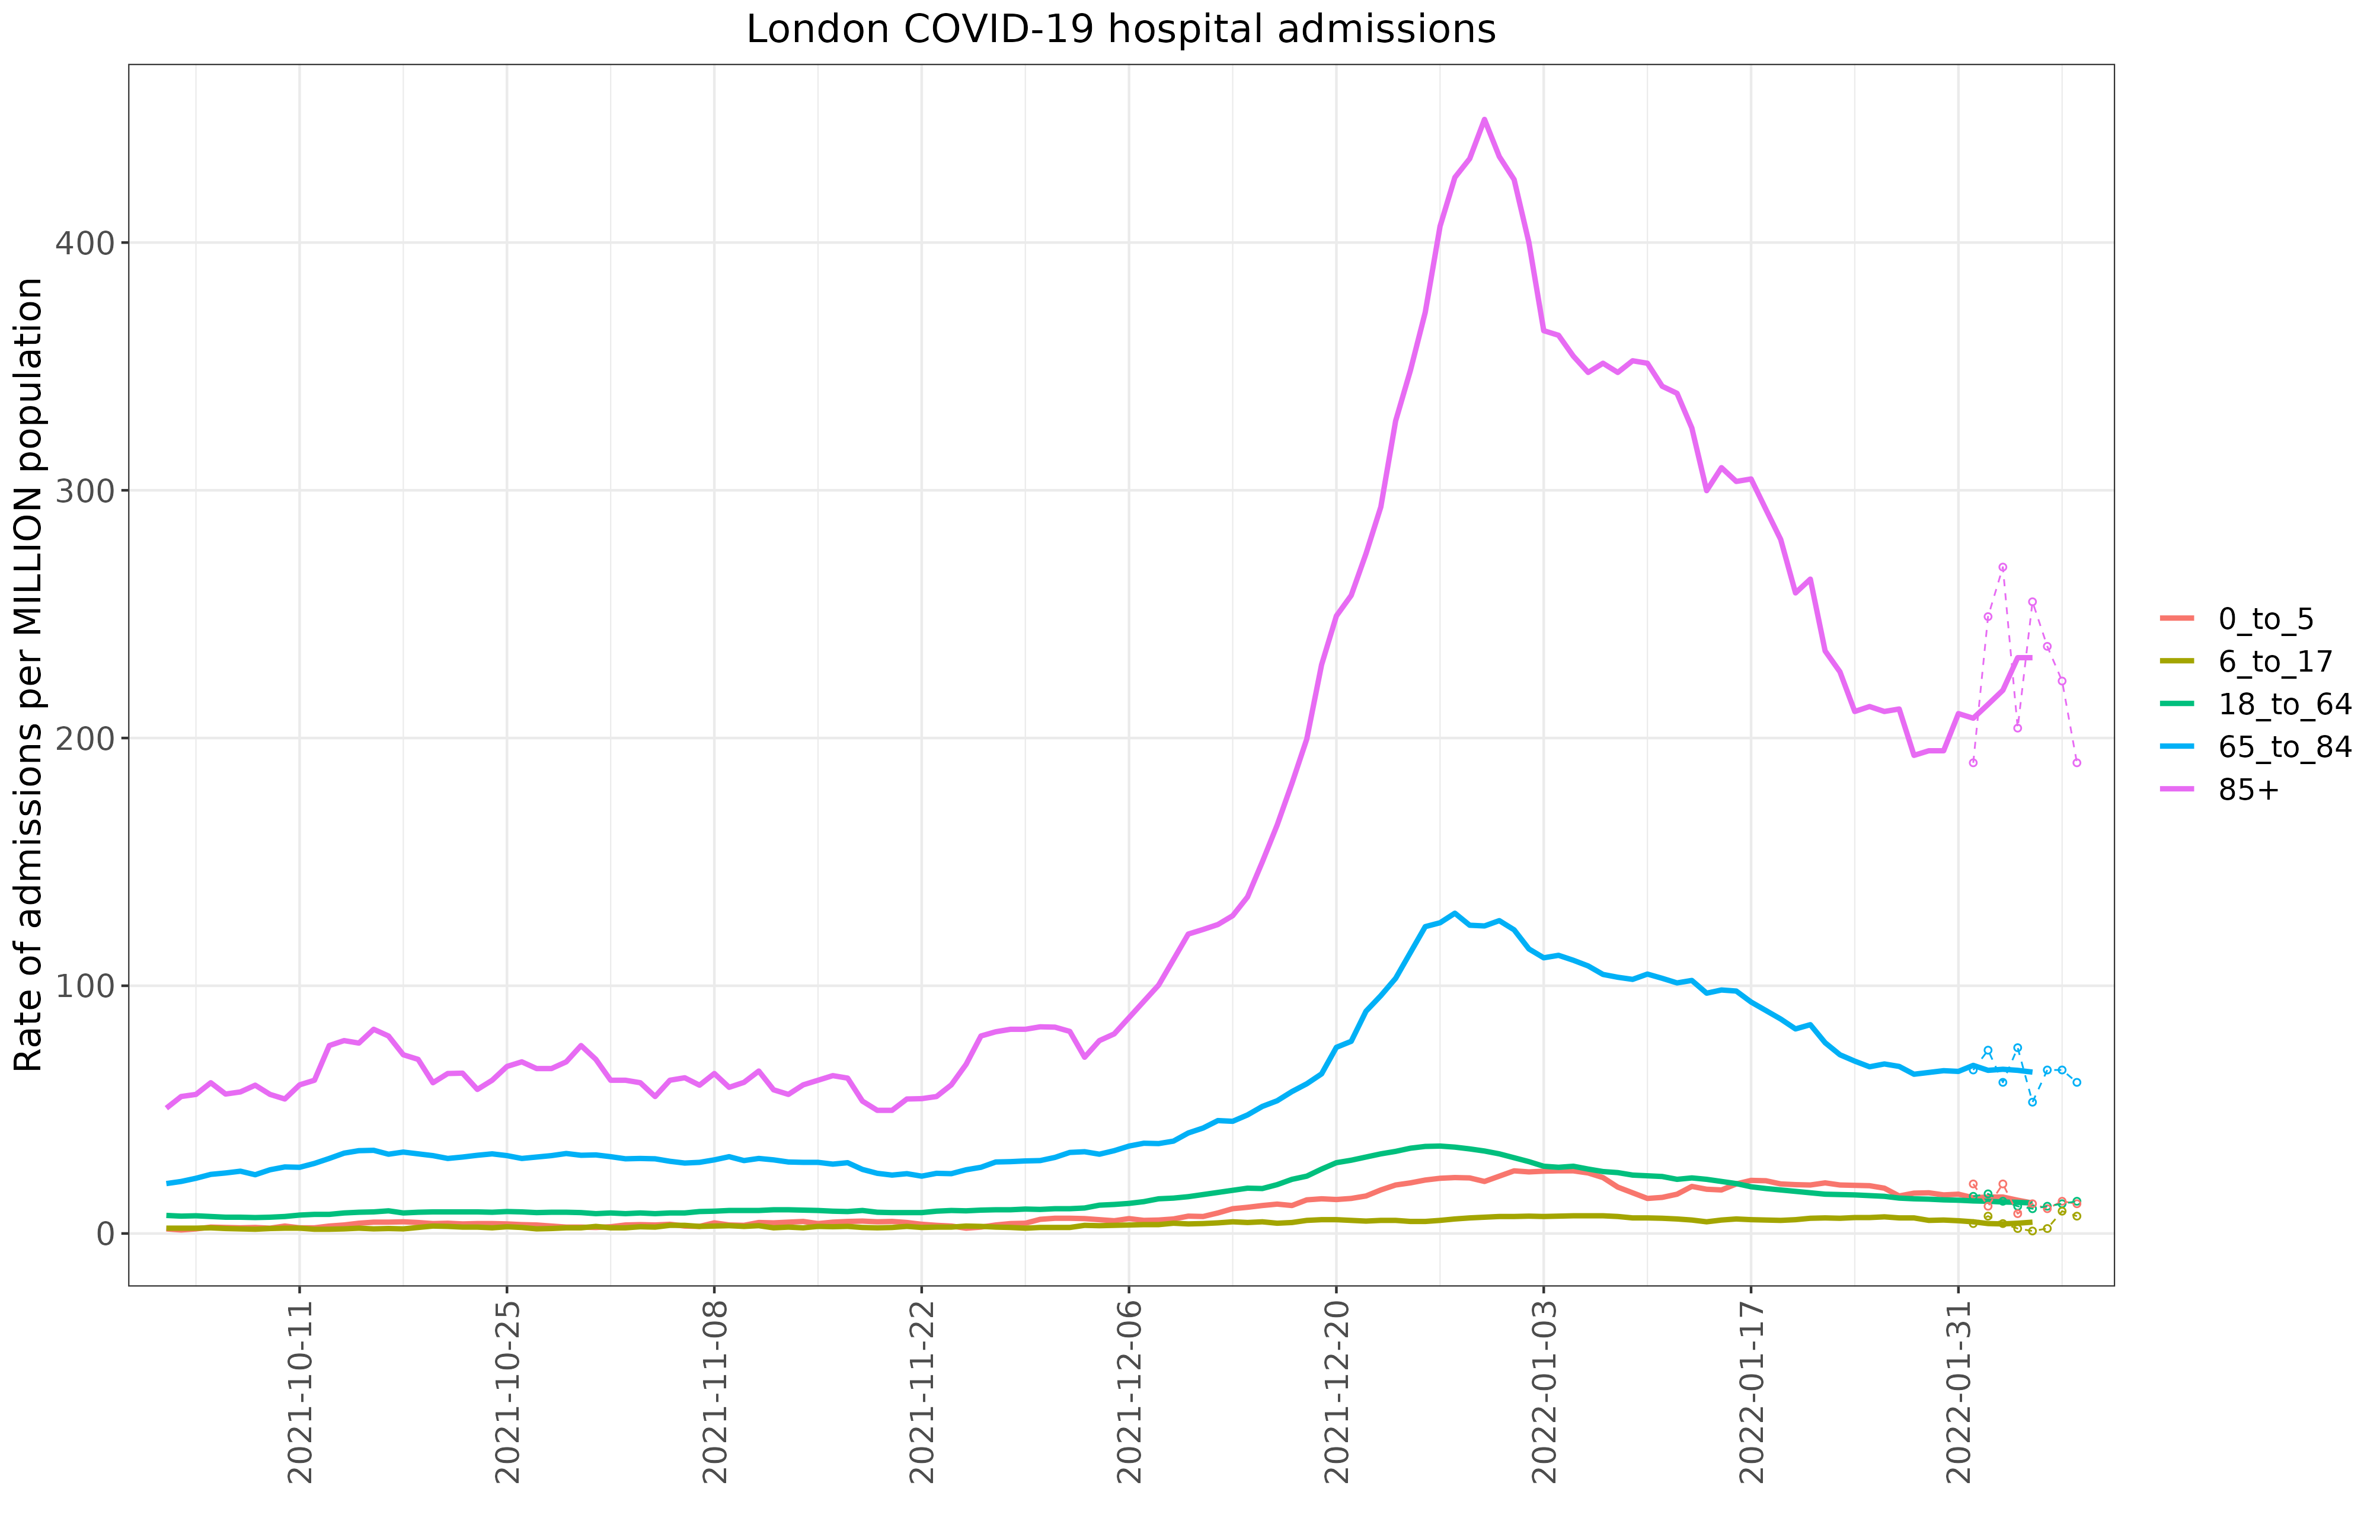 London COVID-19 hospital admissions
Rate of admissions per MILLION population
400
300
200
100
0
2021-10-11
2021-10-25
2021-11-08
2021-11-22
2021-12-06
2021-12-20
2022-01-03
2022-01-17
2022-01-31
0_to_5
6_to_17
18_to_64
65_to_84
85+